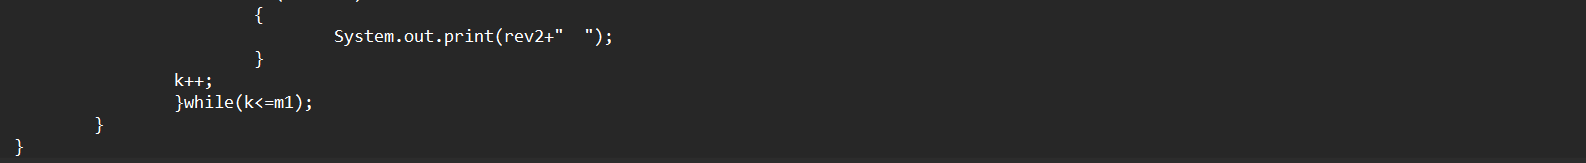 {
System.out.print(rev2+"  ");
}
k++;
}while(k<=m1);
}
}